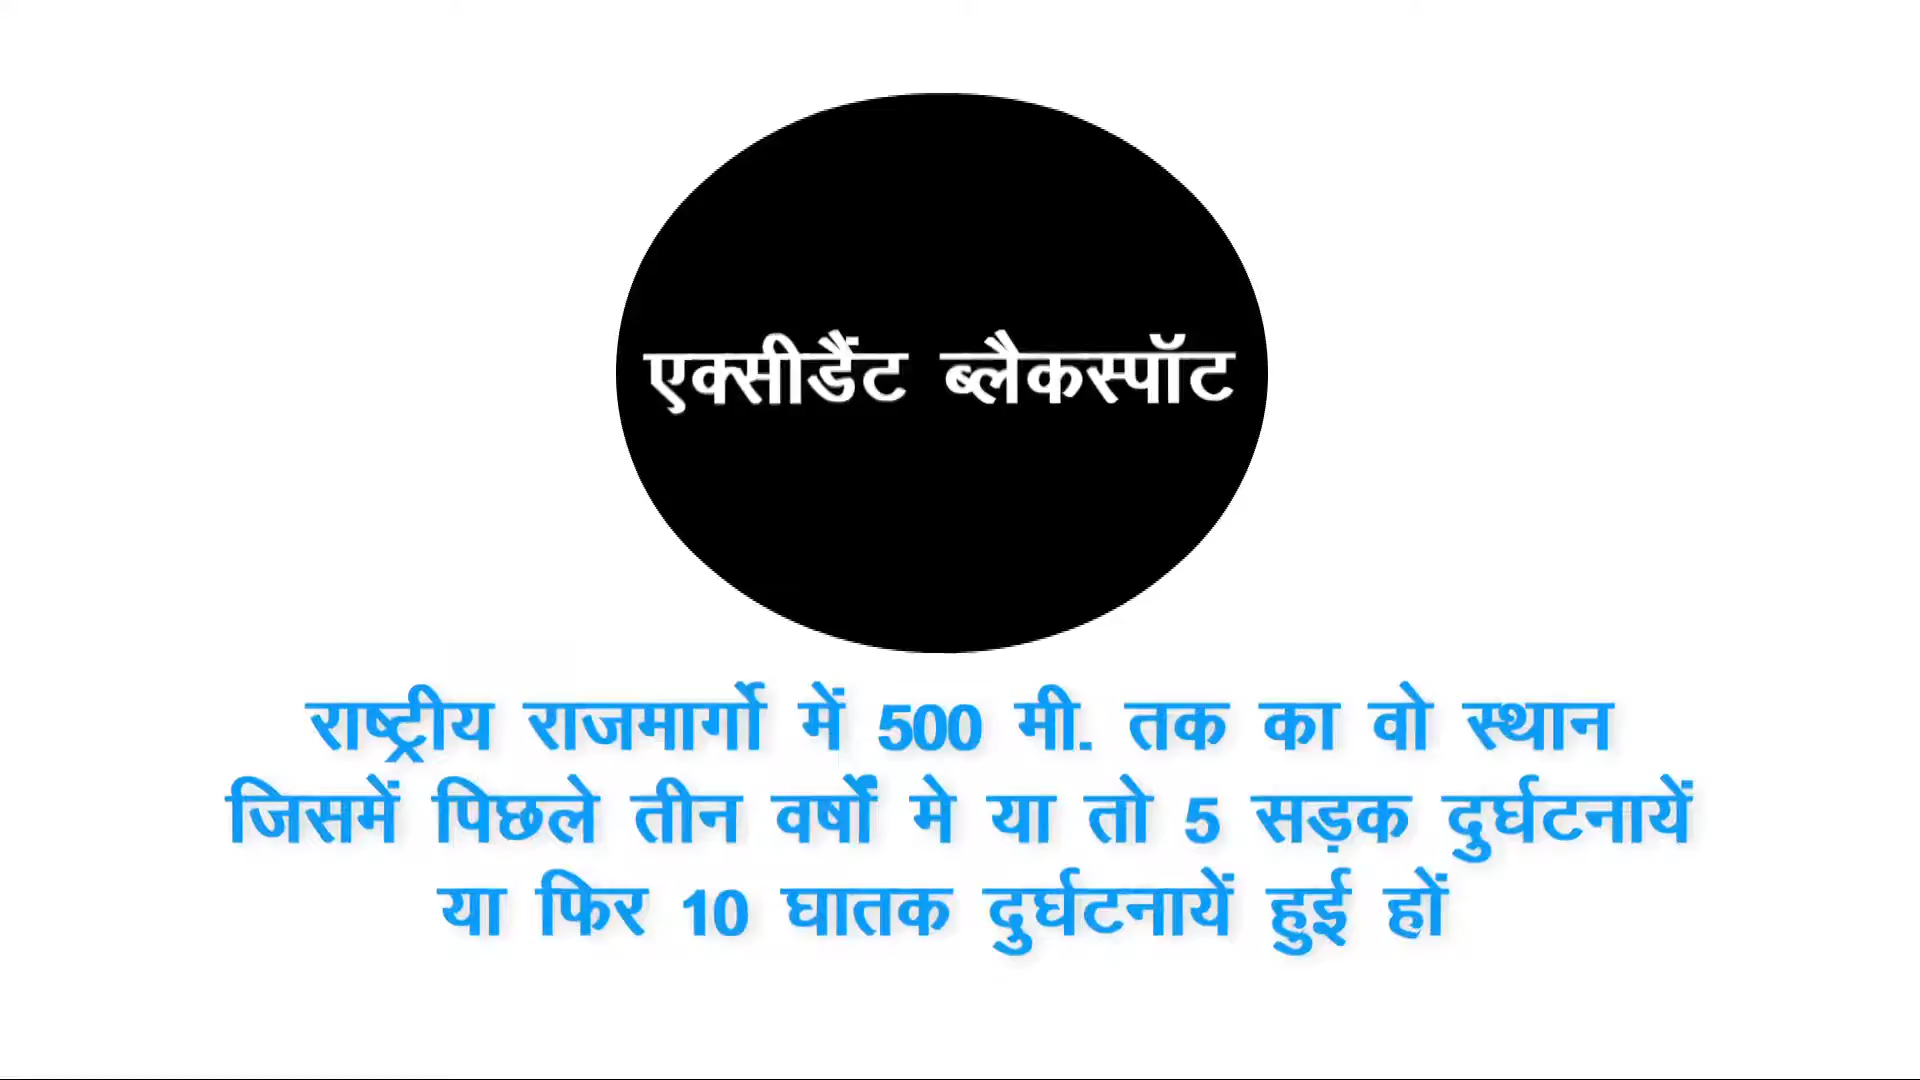 एक्सीडैंट ब्लैकस्पॉट
राष्ट्रीय राजमार्गो में 500 मी. तक का वो स्थान
जिसमें पिछले तीन वर्षों मे या तो 5 सड़क दुर्घटनायें
या फिर 10 घातक दुर्घटनायें हुई हों